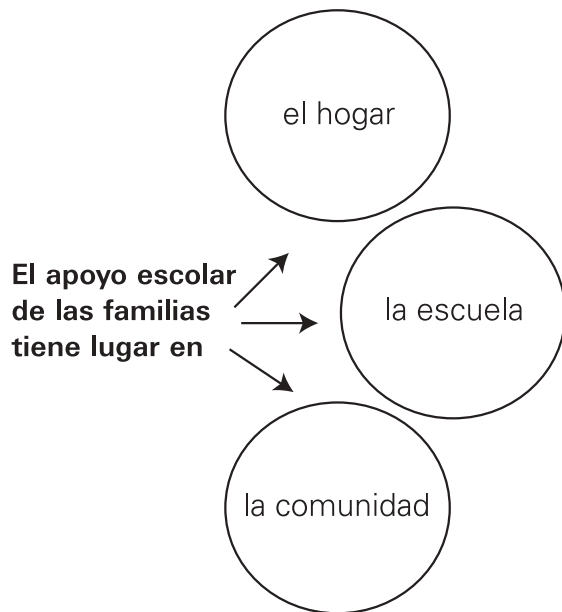 el hogar
El apoyo escolar
de las familias
tiene lugar en
la escuela
la comunidad